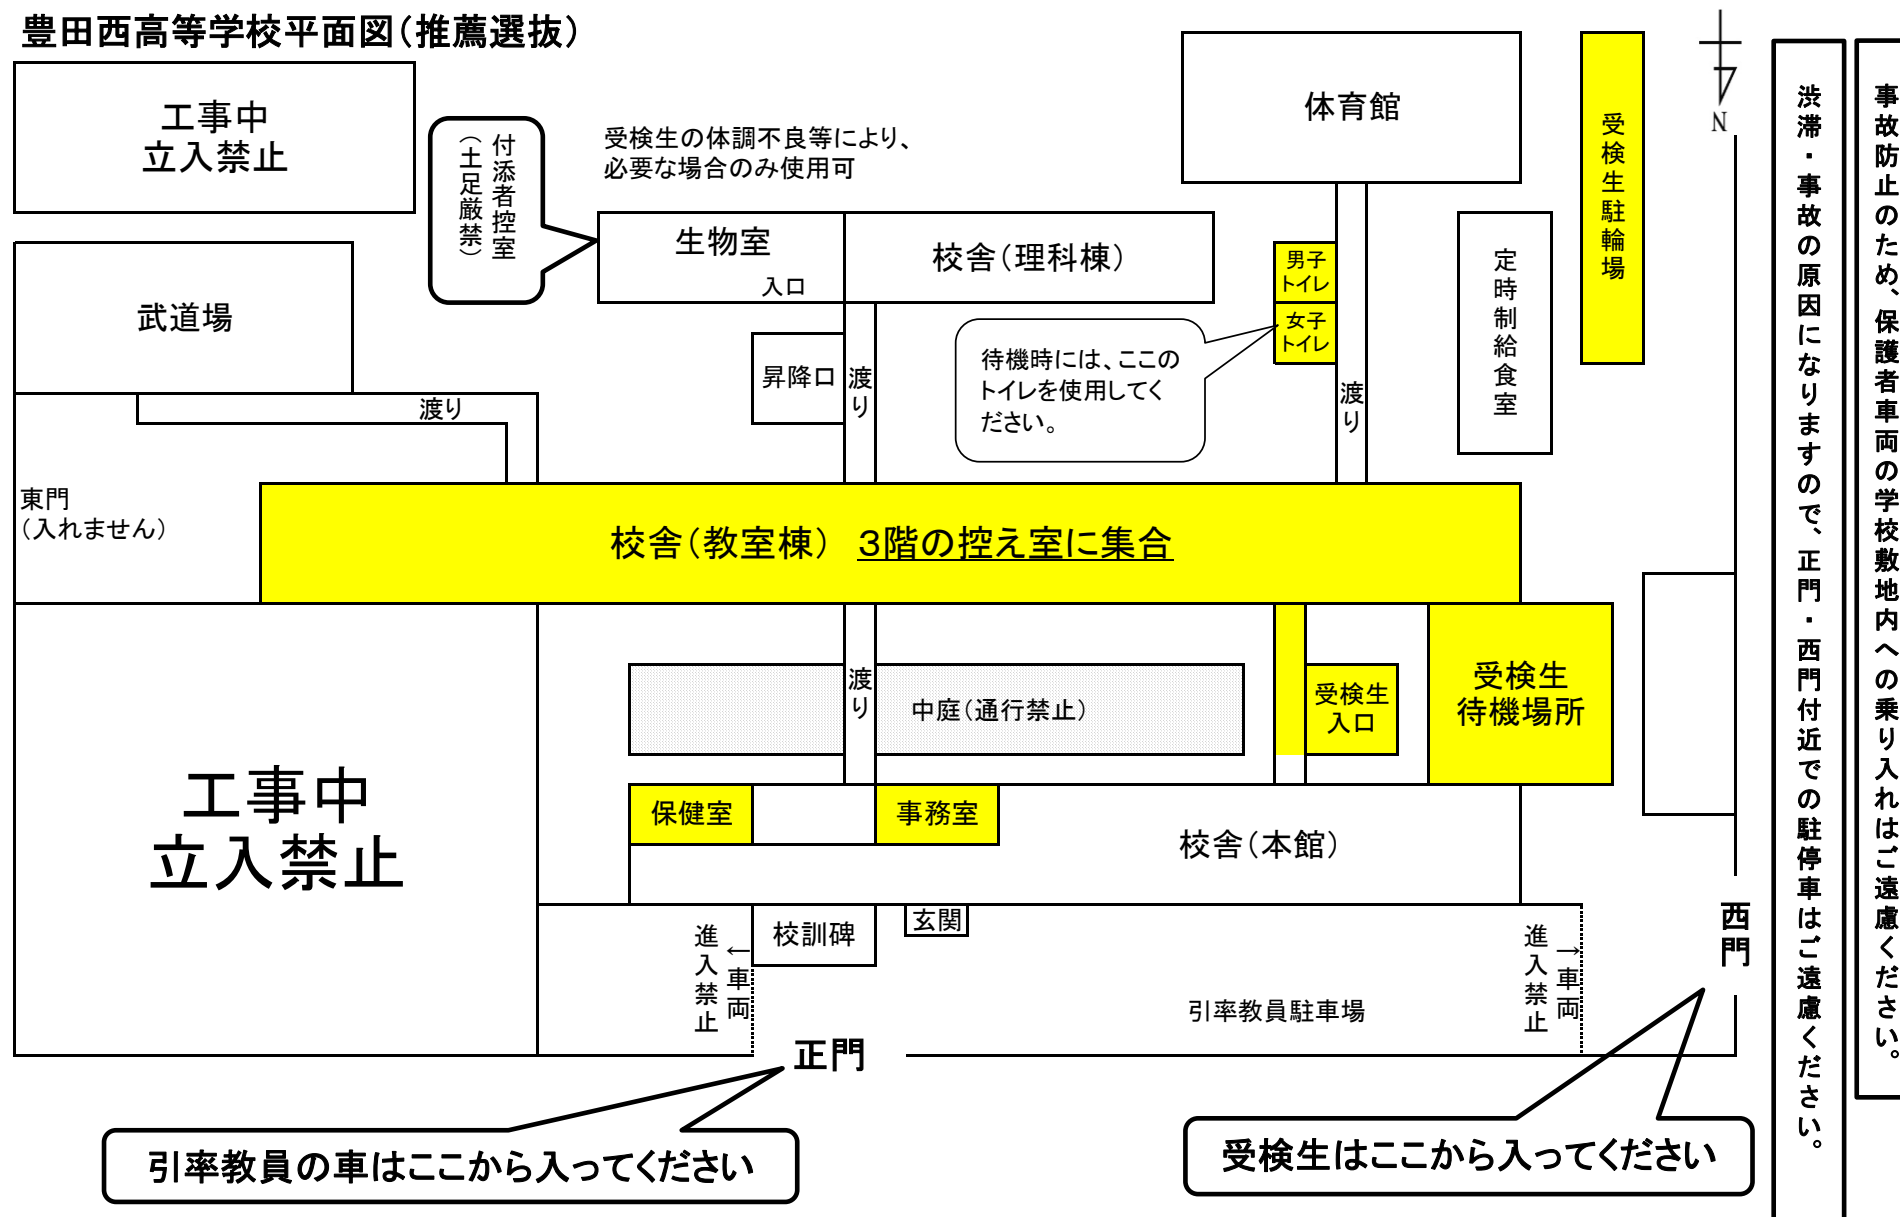 豊田西高等学校平面図（推薦選抜）
工事中
立入禁止
付添者控室
（土足厳禁）
受検生の体調不良等により、
必要な場合のみ使用可
体育館
受検生駐輪場
N
事故防止のため、保護者車両の学校敷地内への乗り入れはご遠慮ください。
渋滞・事故の原因になりますので、正門・西門付近での駐停車はご遠慮ください。
生物室
入口
校舎（理科棟）
男子
トイレ
女子
トイレ
定時制給食室
武道場
昇降口
渡り
待機時には、ここの
トイレを使用してく
ださい。
渡り
渡り
東門
（入れません）
校舎（教室棟） ３階の控え室に集合
渡り
中庭（通行禁止）
受検生
入口
受検生
待機場所
工事中
立入禁止
保健室
事務室
校舎（本館）
←車両
進入禁止
校訓碑
玄関
引率教員駐車場
→車両
進入禁止
西門
正門
引率教員の車はここから入ってください
受検生はここから入ってください